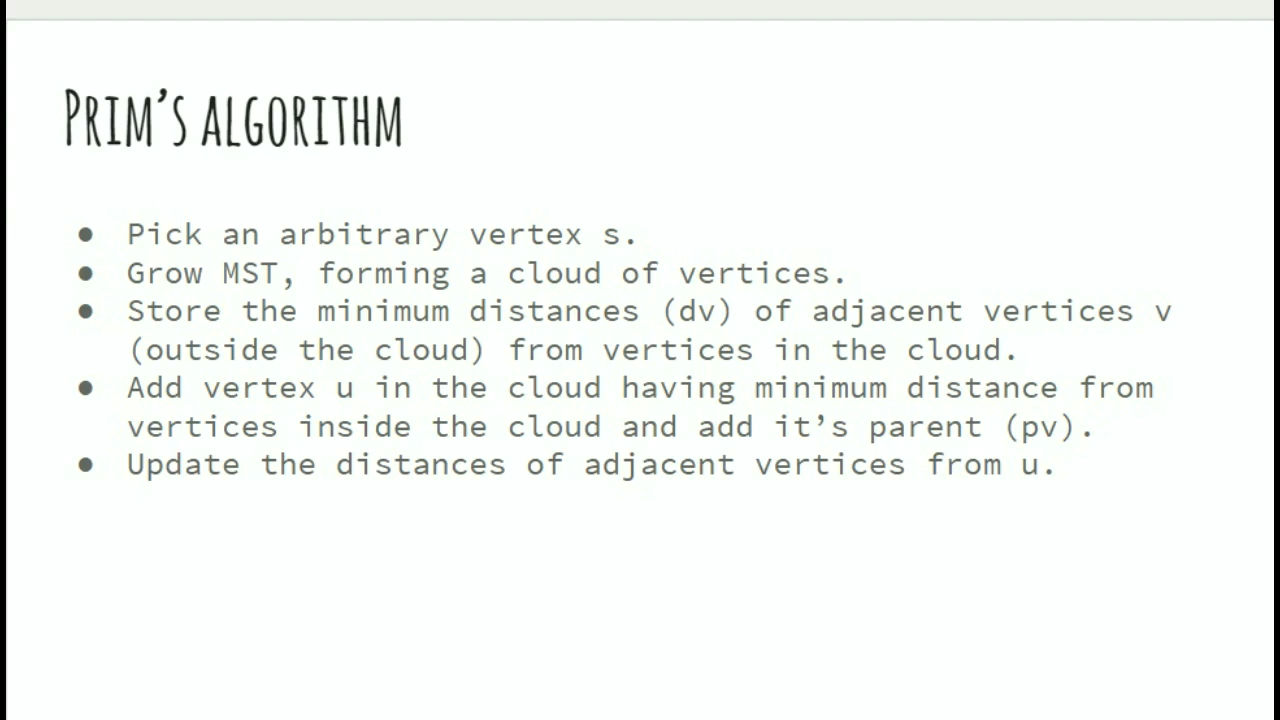 PRIM'S ALGORITHM
● Pick an arbitrary vertex s.
● Grow MST, forming a cloud of vertices.
● Store the minimum distances (dv) of adjacent vertices v
(outside the cloud) from vertices in the cloud.
● Add vertex u in the cloud having minimum distance from
vertices inside the cloud and add it’s parent (pv).
● Update the distances of adjacent vertices from u.